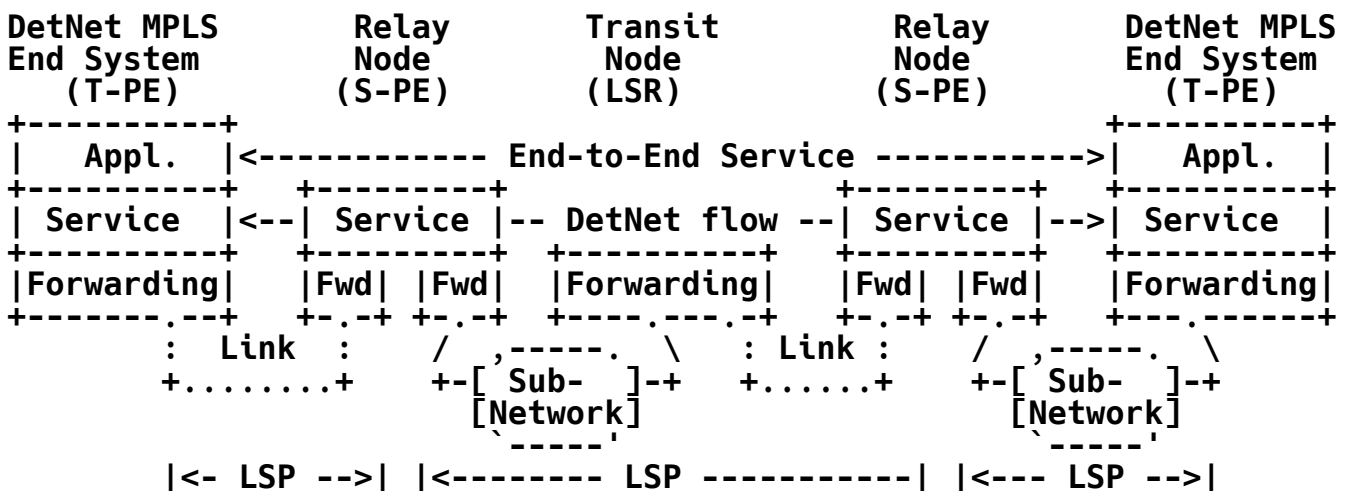 DetNet MPLS       Relay       Transit         Relay       DetNet MPLS
End System        Node         Node           Node        End System
   (T-PE)        (S-PE)       (LSR)          (S-PE)         (T-PE)
+----------+                                             +----------+
|   Appl.  |<------------ End-to-End Service ----------->|   Appl.  |
+----------+   +---------+                 +---------+   +----------+
| Service  |<--| Service |-- DetNet flow --| Service |-->| Service  |
+----------+   +---------+  +----------+   +---------+   +----------+
|Forwarding|   |Fwd| |Fwd|  |Forwarding|   |Fwd| |Fwd|   |Forwarding|
+-------.--+   +-.-+ +-.-+  +----.---.-+   +-.-+ +-.-+   +---.------+
        :  Link  :    /  ,-----.  \   : Link :    /  ,-----.  \
        +........+    +-[  Sub-  ]-+   +......+    +-[  Sub-  ]-+
                        [Network]                   [Network]
                         `-----'                     `-----'
        |<- LSP -->| |<-------- LSP -----------| |<--- LSP -->|